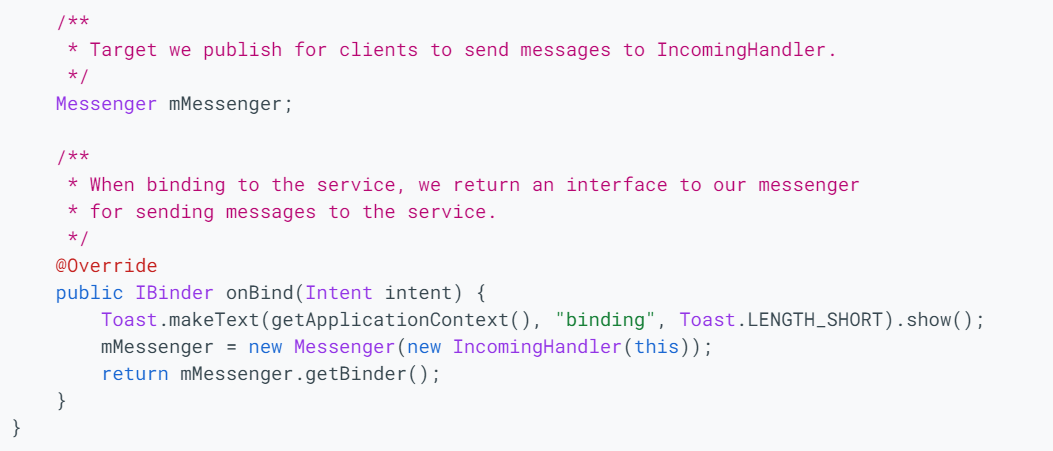 /**
 * Target we publish for clients to send messages to IncomingHandler.
 */
Messenger mMessenger;
/**
 * When binding to the service, we return an interface to our messenger
 * for sending messages to the service.
 */
@Override
public IBinder onBind(Intent intent) {
Toast.makeText(getApplicationContext(), "binding", Toast.LENGTH_SHORT).show();
mMessenger = new Messenger(new IncomingHandler(this));
return mMessenger.getBinder();
}
}